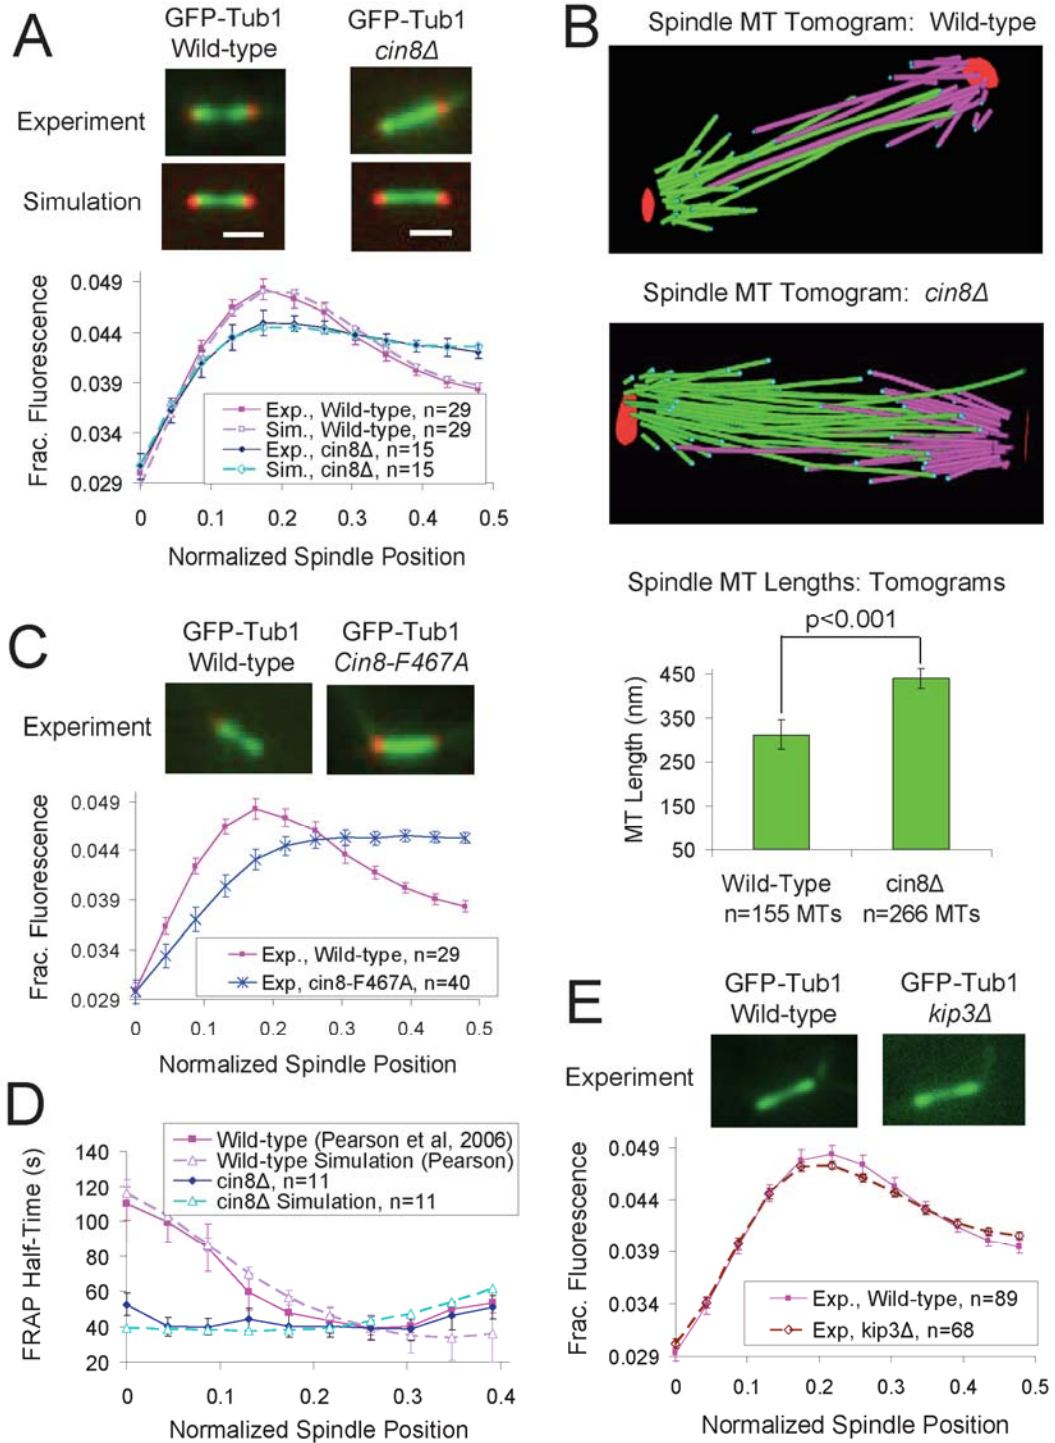 A
GFP-Tub1
Wild-type
GFP-Tub1
cin8Δ
Experiment
Simulation
Frac. Fluorescence
0.049
0.044
0.039
0.034
0.029
Exp., Wild-type, n=29
Sim., Wild-type, n=29
Exp., cin8Δ, n=15
Sim., cin8Δ, n=15
0 0.1 0.2 0.3 0.4 0.5
Normalized Spindle Position
B
Spindle MT Tomogram: Wild-type
Spindle MT Tomogram: cin8Δ
Spindle MT Lengths: Tomograms
p<0.001
MT Length (nm)
450
350
250
150
50
Wild-Type
n=155 MTs
cin8Δ
n=266 MTs
C
GFP-Tub1
Wild-type
GFP-Tub1
Cin8-F467A
Experiment
Frac. Fluorescence
0.049
0.044
0.039
0.034
0.029
Exp., Wild-type, n=29
Exp, cin8-F467A, n=40
0 0.1 0.2 0.3 0.4 0.5
Normalized Spindle Position
D
FRAP Half-Time (s)
140
120
100
80
60
40
20
Wild-type (Pearson et al, 2006)
Wild-type Simulation (Pearson)
cin8Δ, n=11
cin8Δ Simulation, n=11
0 0.1 0.2 0.3 0.4
Normalized Spindle Position
E
GFP-Tub1
Wild-type
GFP-Tub1
kip3Δ
Experiment
Frac. Fluorescence
0.049
0.044
0.039
0.034
0.029
Exp., Wild-type, n=89
Exp, kip3Δ, n=68
0 0.1 0.2 0.3 0.4 0.5
Normalized Spindle Position